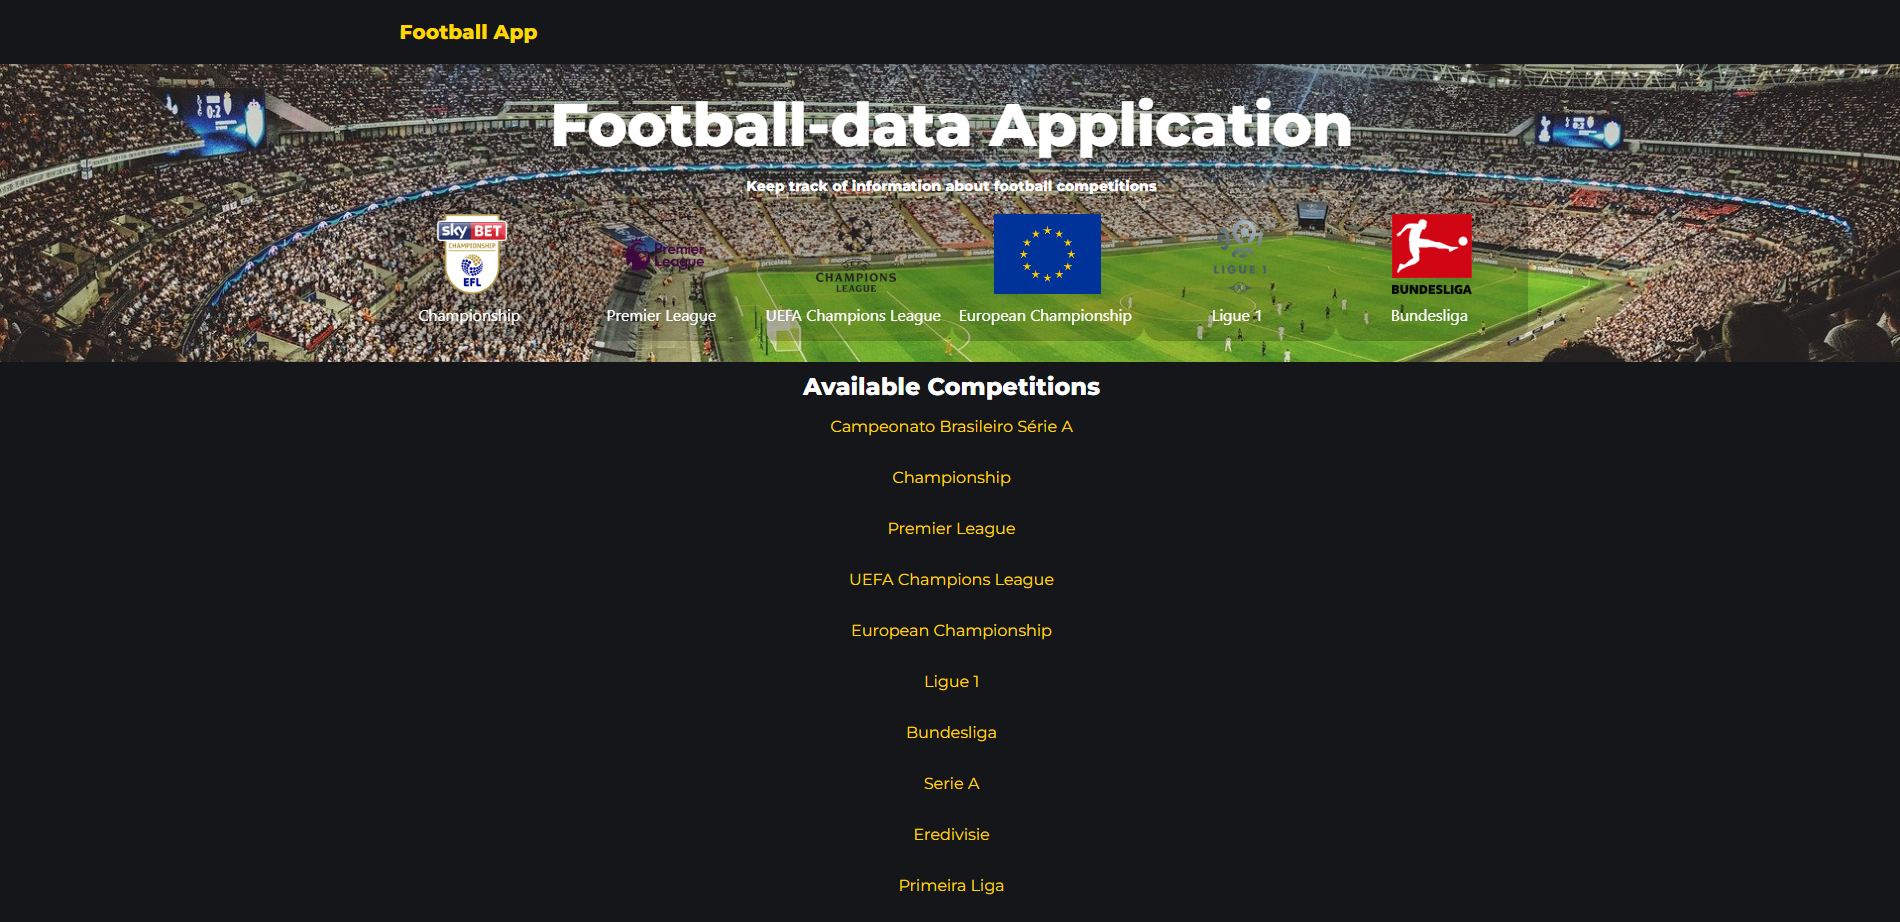 Football App
0:2
Football-data Application
Keep track of information about football competitions
sky BET
CHAMPIONSHIP
EFL
Premier
League
CHAMPIONS
LEAGUE
LIGUE 1
BUNDESLIGA
Championship
Premier League
UEFA Champions League
European Championship
Ligue 1
Bundesliga
Available Competitions
Campeonato Brasileiro Série A
Championship
Premier League
UEFA Champions League
European Championship
Ligue 1
Bundesliga
Serie A
Eredivisie
Primeira Liga